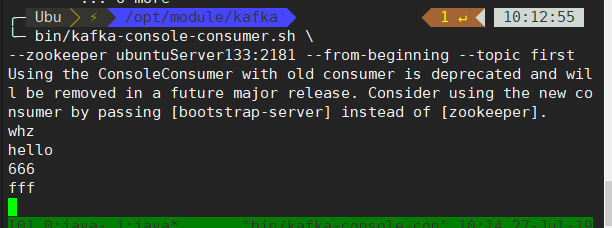 ... 6 more
Ubu ⚡ /opt/module/kafka 1 ↵ 10:12:55
bin/kafka-console-consumer.sh \
--zookeeper ubuntuServer133:2181 --from-beginning --topic first
Using the ConsoleConsumer with old consumer is deprecated and wil
l be removed in a future major release. Consider using the new co
nsumer by passing [bootstrap-server] instead of [zookeeper].
whz
hello
666
fff
[0] 0:java- 1:java* "bin/kafka-console-con" 10:14 27-Jul-19